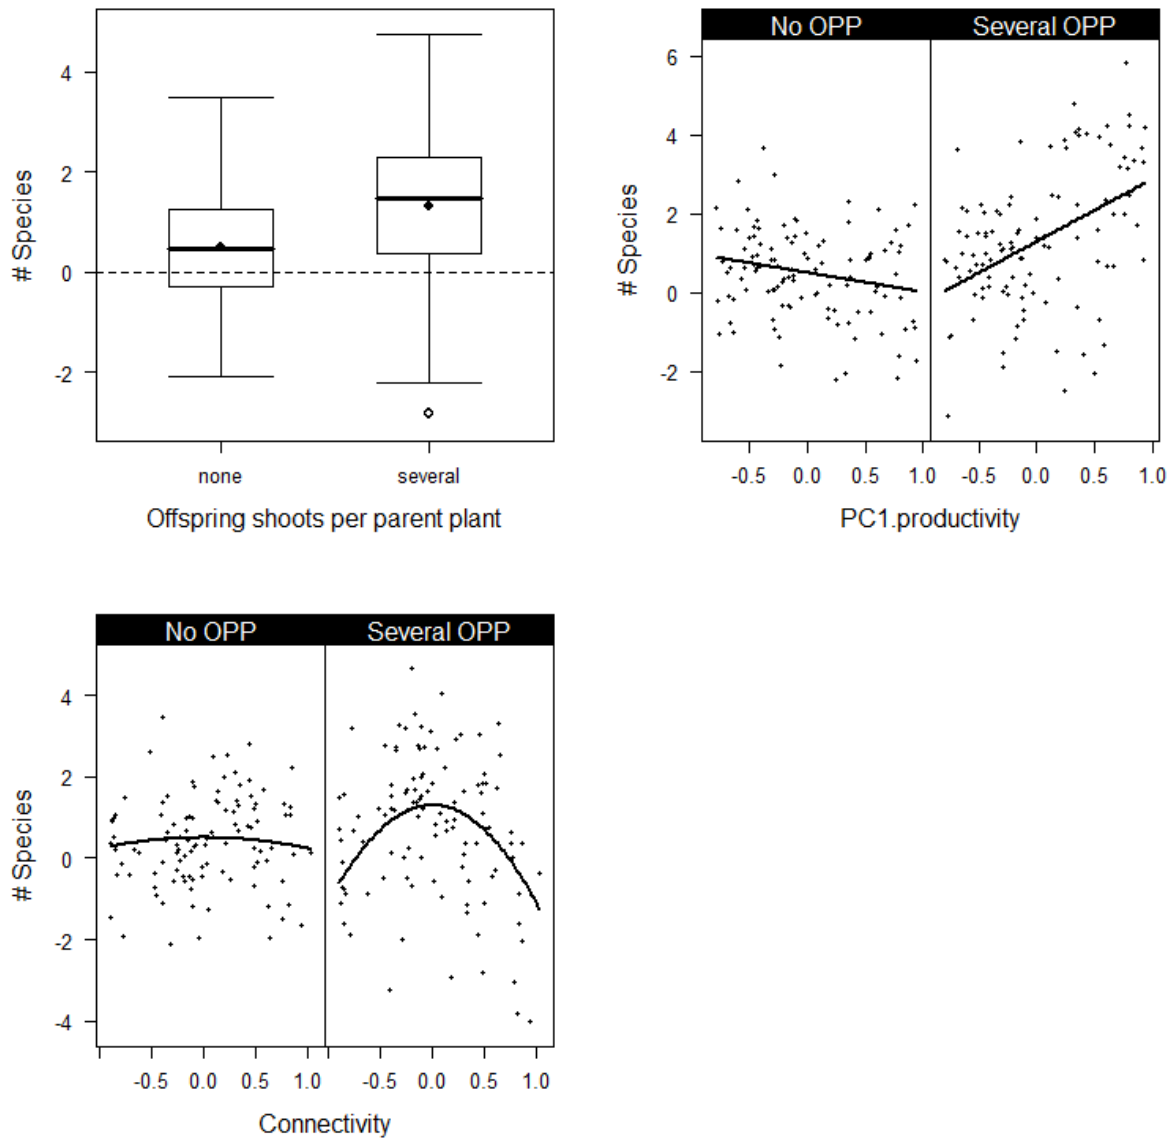 # Species
4
2
0
-2
none several
Offspring shoots per parent plant
No OPP Several OPP
# Species
6
4
2
0
-2
-0.5 0.0 0.5 1.0 -0.5 0.0 0.5 1.0
PC1.productivity
No OPP Several OPP
# Species
4
2
0
-2
-4
-0.5 0.0 0.5 1.0 -0.5 0.0 0.5 1.0
Connectivity